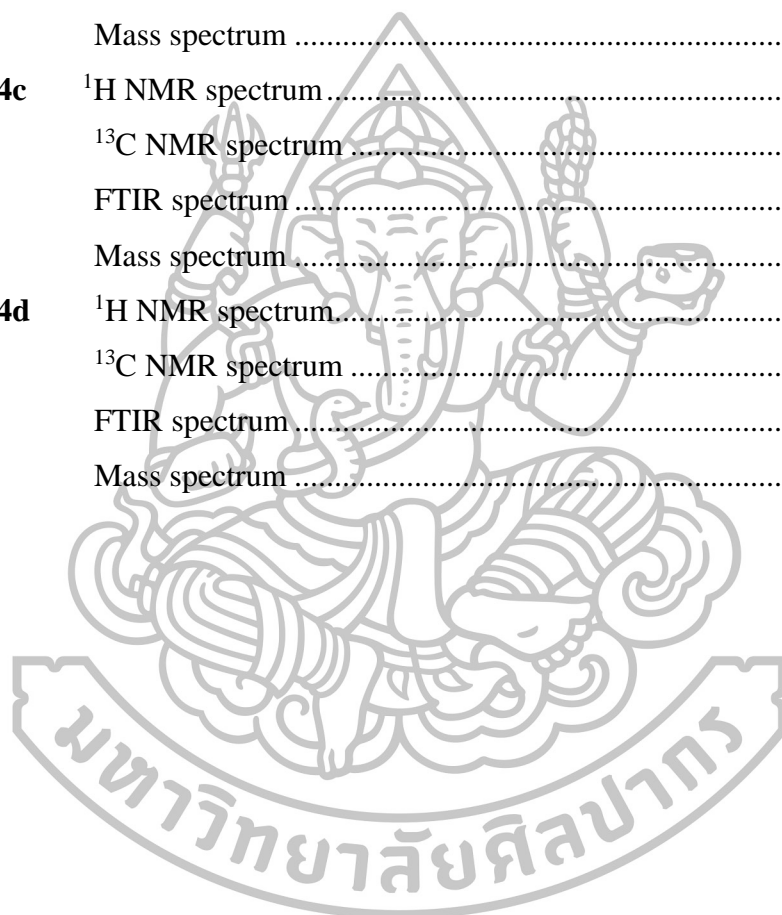 Mass spectrum ................................................................
4c ¹H NMR spectrum ................................................................
¹³C NMR spectrum ................................................................
FTIR spectrum ................................................................
Mass spectrum ................................................................
4d ¹H NMR spectrum ................................................................
¹³C NMR spectrum ................................................................
FTIR spectrum ................................................................
Mass spectrum ................................................................
มหาวิทยาลัยศิลปากร